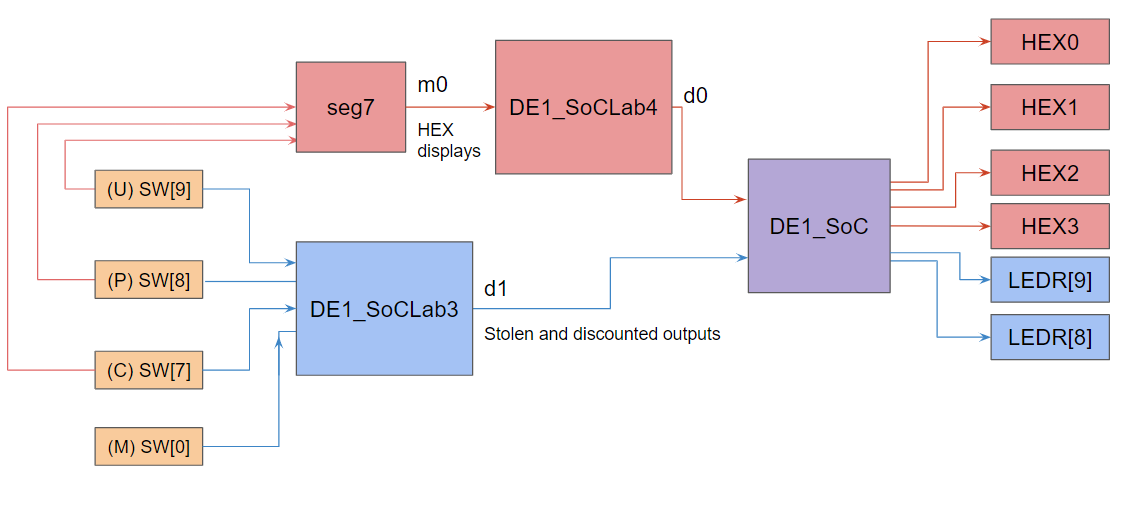 seg7
m0
HEX
displays
DE1_SoCLab4
d0
HEX0
HEX1
HEX2
HEX3
DE1_SoC
LEDR[9]
LEDR[8]
(U) SW[9]
(P) SW[8]
(C) SW[7]
(M) SW[0]
DE1_SoCLab3
d1
Stolen and discounted outputs